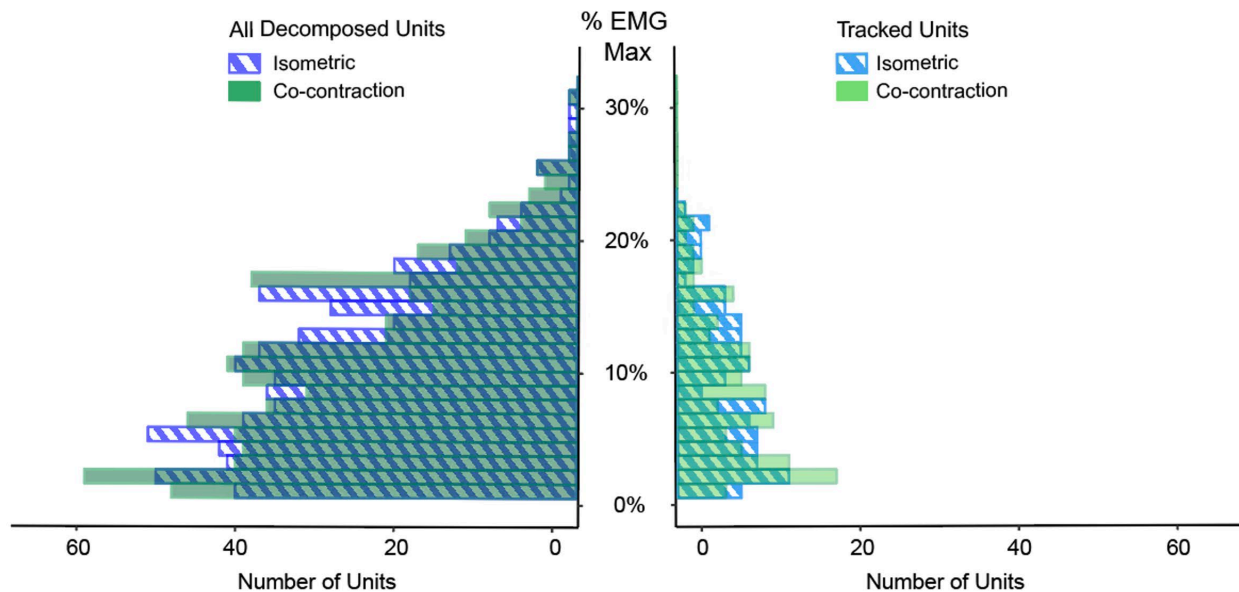 All Decomposed Units
Isometric
Co-contraction
% EMG
Max
Tracked Units
Isometric
Co-contraction
30%
20%
10%
0%
60 40 20 0
0 20 40 60
Number of Units
Number of Units